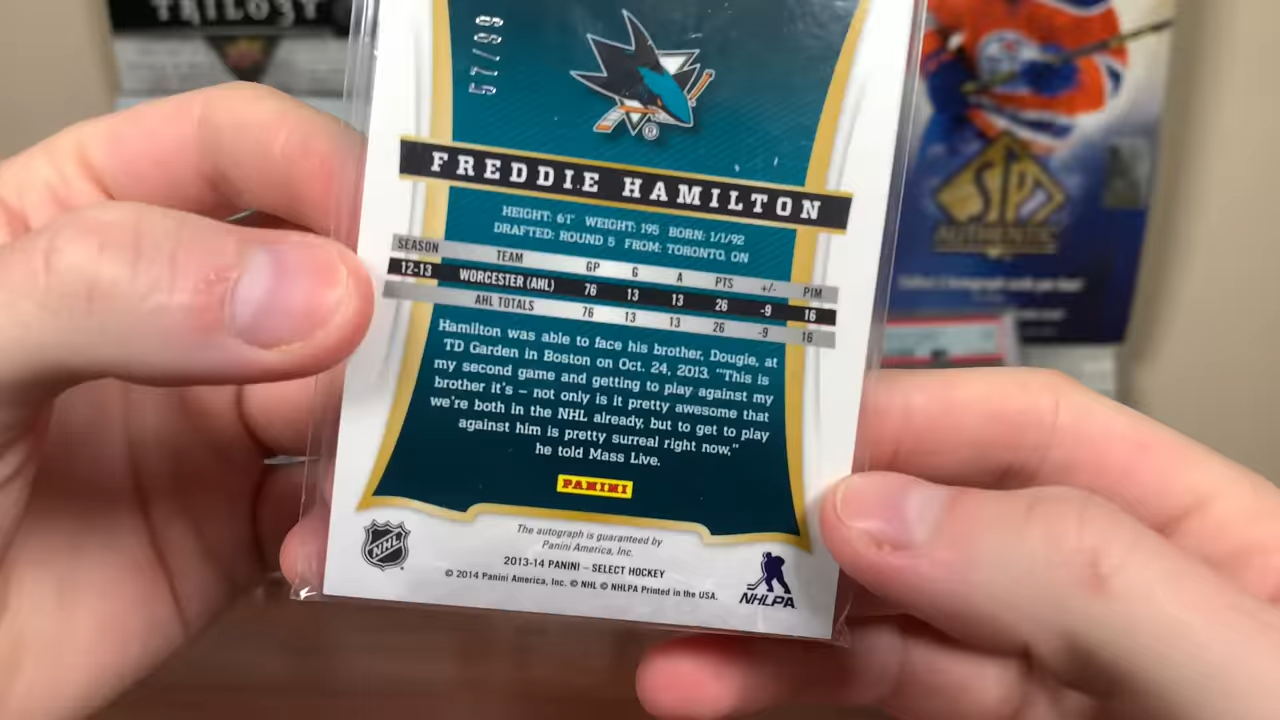 TRILOGY
57/99
®
FREDDIE HAMILTON
HEIGHT: 6'1" WEIGHT: 195 BORN: 1/1/92
DRAFTED: ROUND 5 FROM: TORONTO, ON
SEASON TEAM GP G A PTS +/- PIM
12-13 WORCESTER (AHL) 76 13 13 26 -9 16
AHL TOTALS 76 13 13 26 -9 16
Hamilton was able to face his brother, Dougie, at
TD Garden in Boston on Oct. 24, 2013. "This is
my second game and getting to play against my
brother it's – not only is it pretty awesome that
we're both in the NHL already, but to get to play
against him is pretty surreal right now,"
he told Mass Live.
PANINI
The autograph is guaranteed by
Panini America, Inc.
2013-14 PANINI – SELECT HOCKEY
© 2014 Panini America, Inc. © NHL © NHLPA Printed in the USA.
NHL
NHLPA
SP
AUTHENTIC